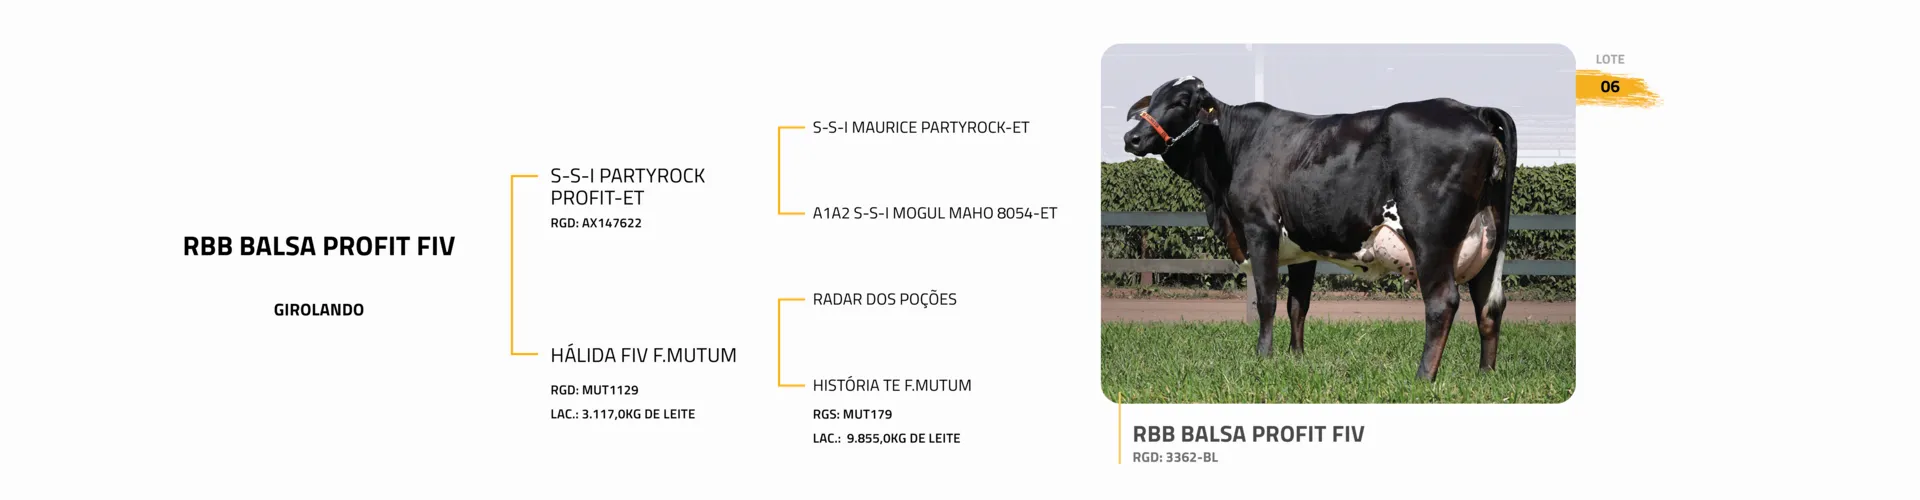 RBB BALSA PROFIT FIV
GIROLANDO
S-S-I PARTYROCK
PROFIT-ET
RGD: AX147622
HÁLIDA FIV F.MUTUM
RGD: MUT1129
LAC.: 3.117,0KG DE LEITE
S-S-I MAURICE PARTYROCK-ET
A1A2 S-S-I MOGUL MAHO 8054-ET
RADAR DOS POÇÕES
HISTÓRIA TE F.MUTUM
RGS: MUT179
LAC.: 9.855,0KG DE LEITE
LOTE
06
RBB BALSA PROFIT FIV
RGD: 3362-BL